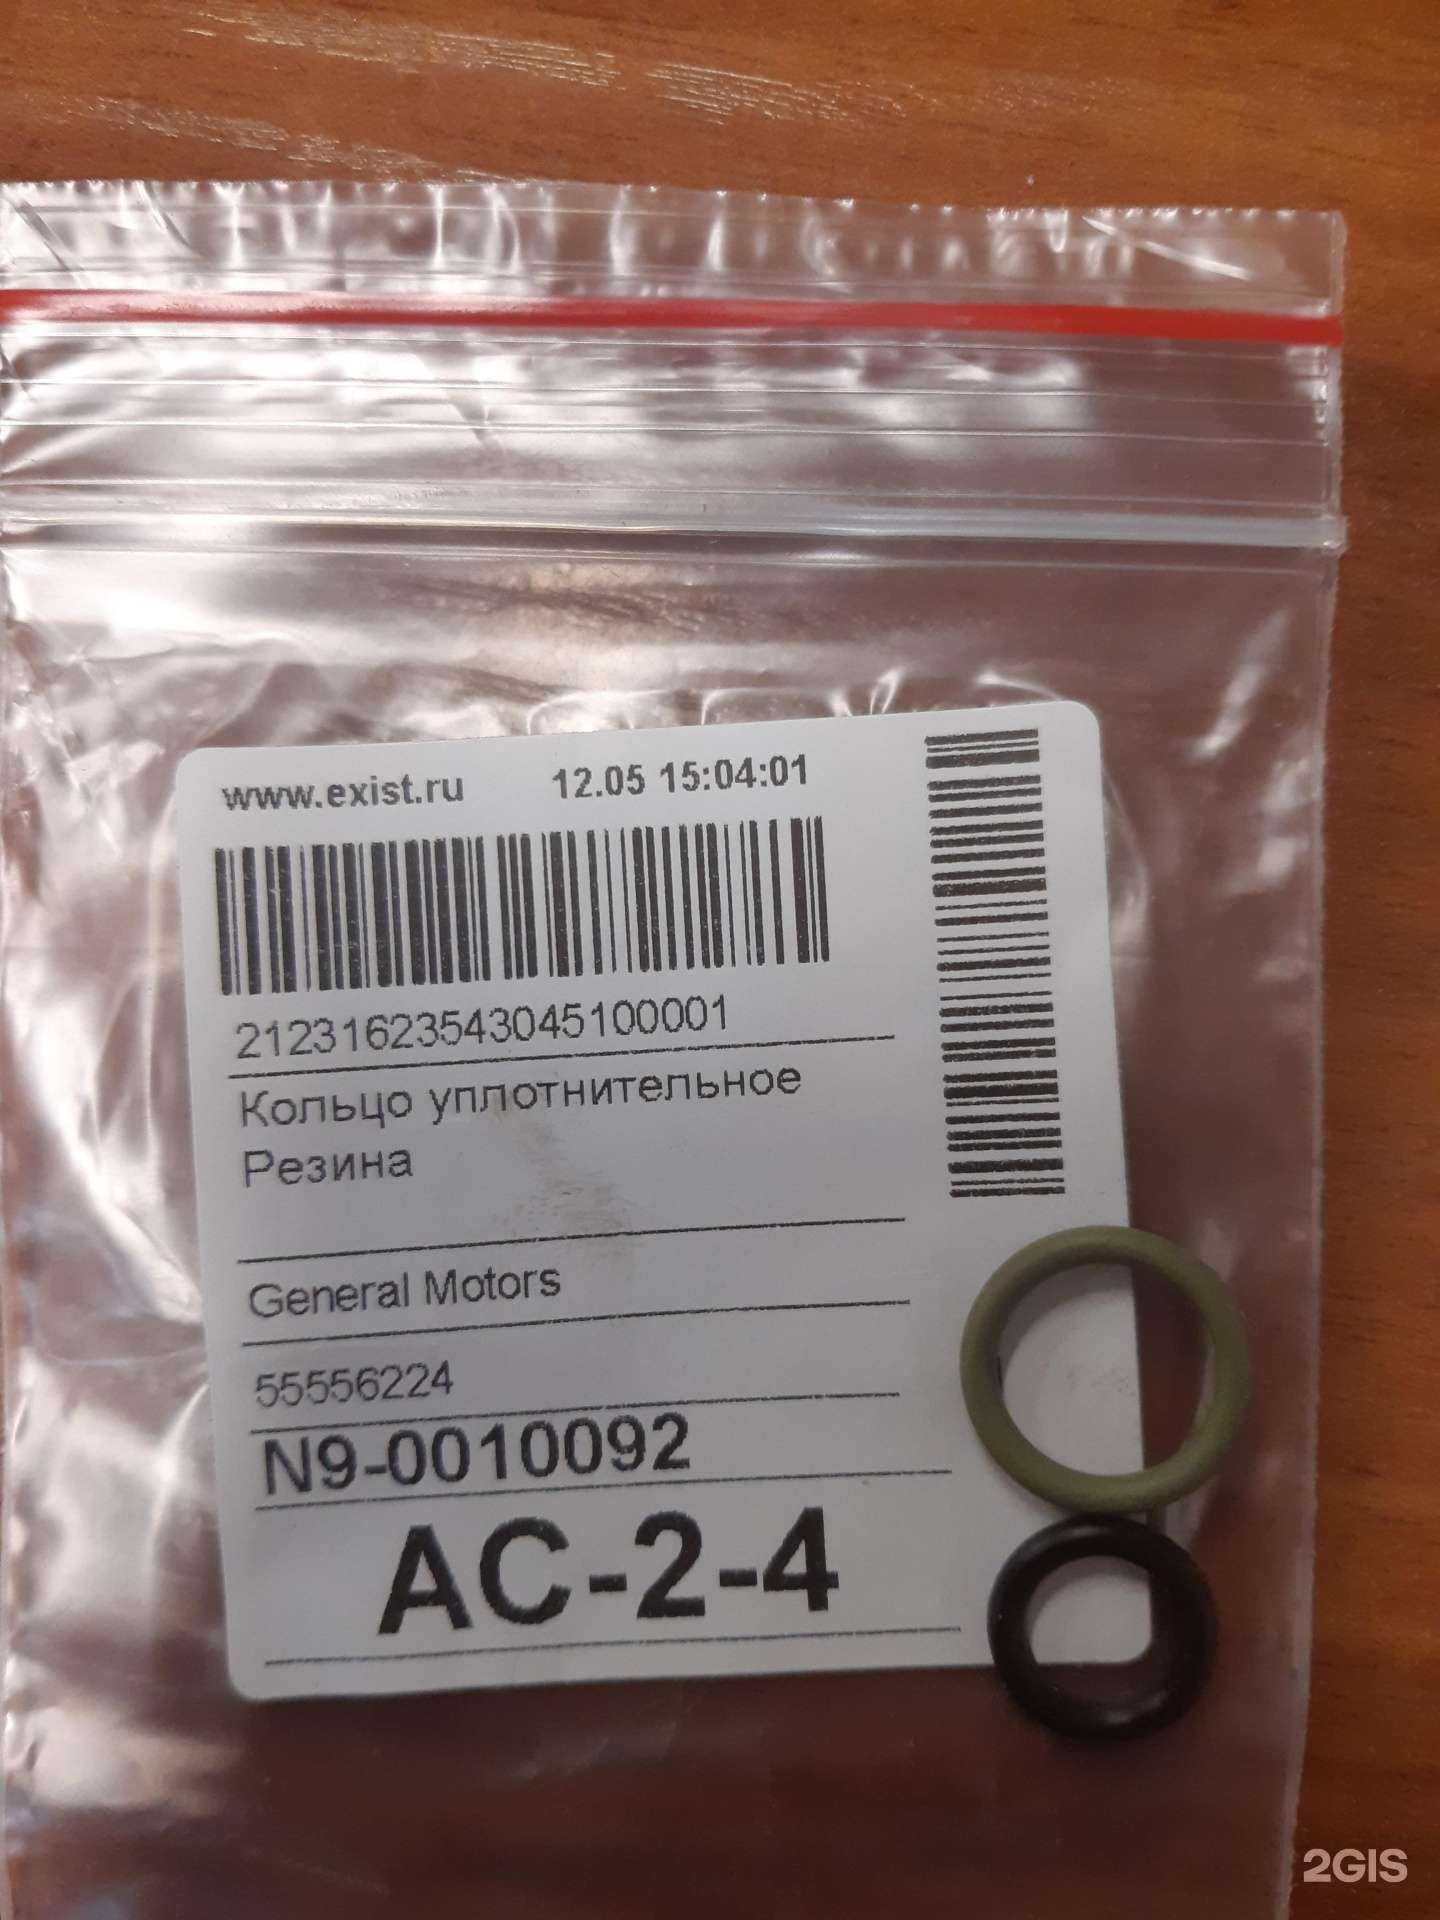 www.exist.ru 12.05 15:04:01
21231623543045100001
Кольцо уплотнительное
Резина
General Motors
55556224
N9-0010092
AC-2-4
2GIS